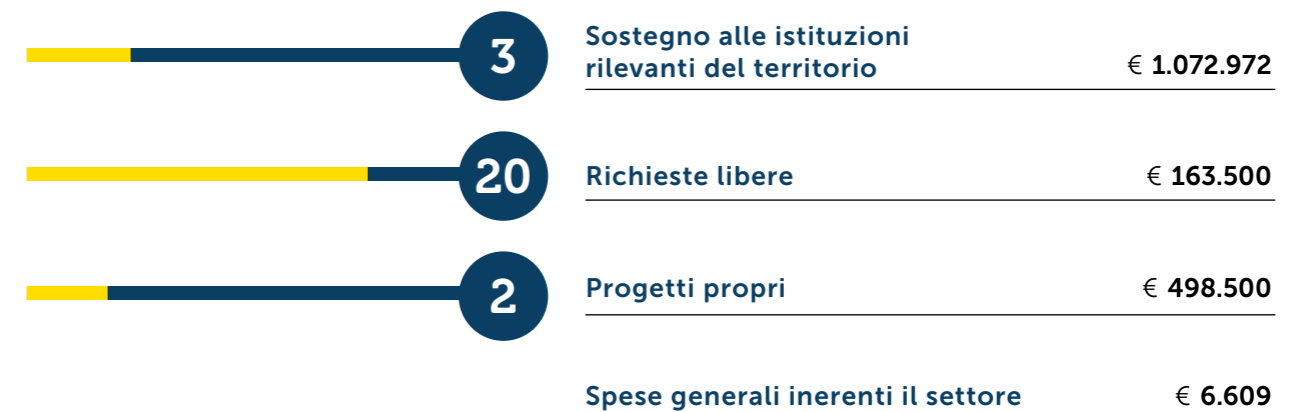 3
Sostegno alle istituzioni
rilevanti del territorio € 1.072.972
20 Richieste libere € 163.500
2 Progetti propri € 498.500
Spese generali inerenti il settore € 6.609